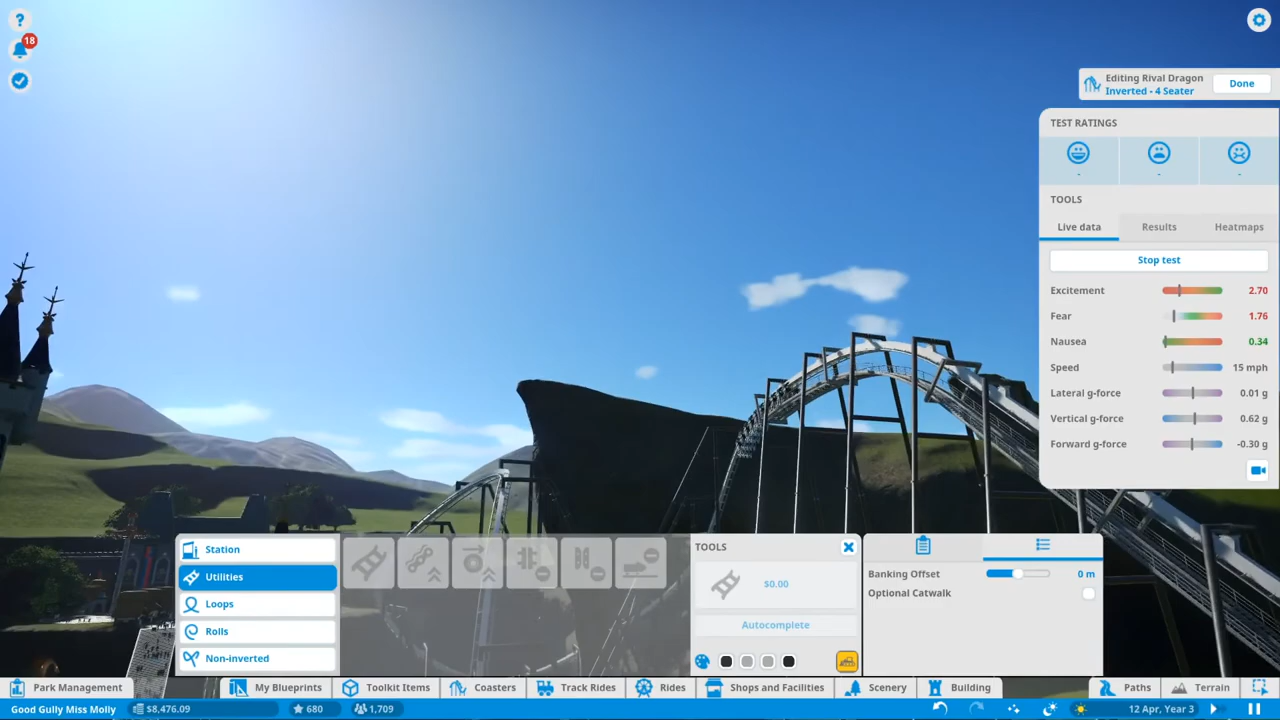 ?
18
Editing Rival Dragon
Inverted - 4 Seater
Done
TEST RATINGS
- - -
TOOLS
Live data Results Heatmaps
Stop test
Excitement 2.70
Fear 1.76
Nausea 0.34
Speed 15 mph
Lateral g-force 0.01 g
Vertical g-force 0.62 g
Forward g-force -0.30 g
Station
Utilities
Loops
Rolls
Non-inverted
TOOLS
$0.00
Autocomplete
Banking Offset 0 m
Optional Catwalk
Park Management My Blueprints Toolkit Items Coasters Track Rides Rides Shops and Facilities Scenery Building Paths Terrain
Good Gully Miss Molly $8,476.09 680 1,709 12 Apr, Year 3